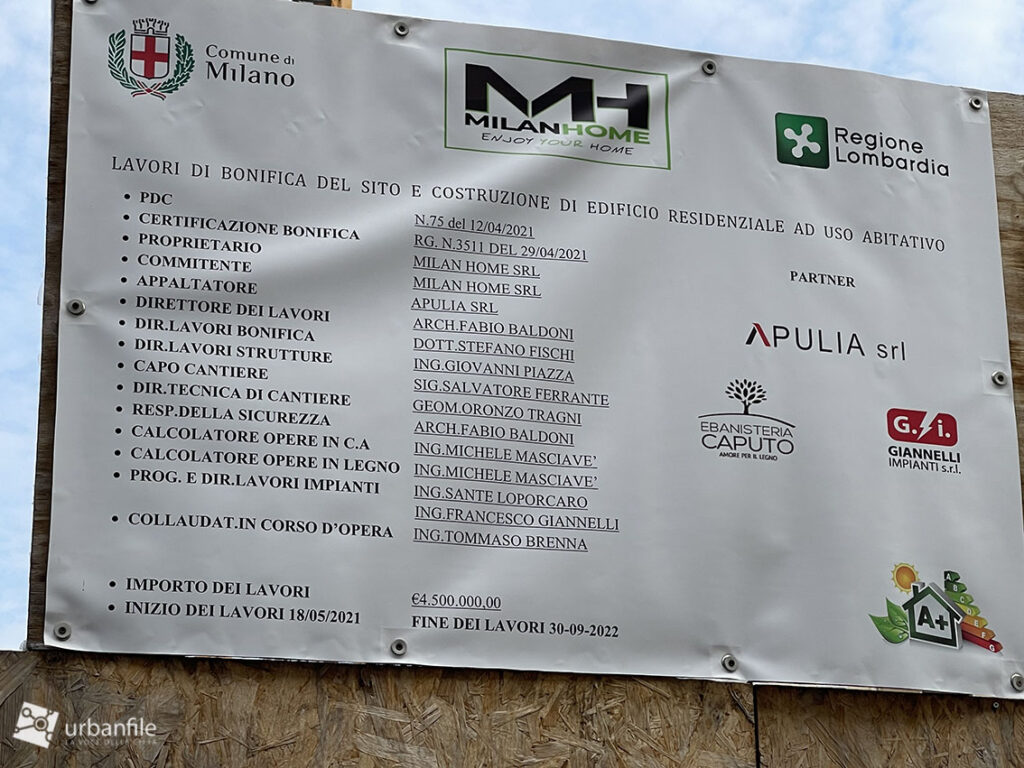 Comune di
Milano
MH
MILANHOME
ENJOY YOUR HOME
Regione
Lombardia
LAVORI DI BONIFICA DEL SITO E COSTRUZIONE DI EDIFICIO RESIDENZIALE AD USO ABITATIVO
• PDC N.75 del 12/04/2021
• CERTIFICAZIONE BONIFICA RG. N.3511 DEL 29/04/2021
• PROPRIETARIO MILAN HOME SRL
• COMMITENTE MILAN HOME SRL
• APPALTATORE APULIA SRL
• DIRETTORE DEI LAVORI ARCH.FABIO BALDONI
• DIR.LAVORI BONIFICA DOTT.STEFANO FISCHI
• DIR.LAVORI STRUTTURE ING.GIOVANNI PIAZZA
• CAPO CANTIERE SIG.SALVATORE FERRANTE
• DIR.TECNICA DI CANTIERE GEOM.ORONZO TRAGNI
• RESP.DELLA SICUREZZA ARCH.FABIO BALDONI
• CALCOLATORE OPERE IN C.A ING.MICHELE MASCIAVE'
• CALCOLATORE OPERE IN LEGNO ING.MICHELE MASCIAVE'
• PROG. E DIR.LAVORI IMPIANTI ING.SANTE LOPORCARO
ING.FRANCESCO GIANNELLI
• COLLAUDAT.IN CORSO D'OPERA ING.TOMMASO BRENNA
• IMPORTO DEI LAVORI €4.500.000,00
• INIZIO DEI LAVORI 18/05/2021 FINE DEI LAVORI 30-09-2022
PARTNER
APULIA srl
EBANISTERIA
CAPUTO
AMORE PER IL LEGNO
G.i.
GIANNELLI
IMPIANTI s.r.l.
A+
urbanfile
LA VOCE DELLE CITTÀ